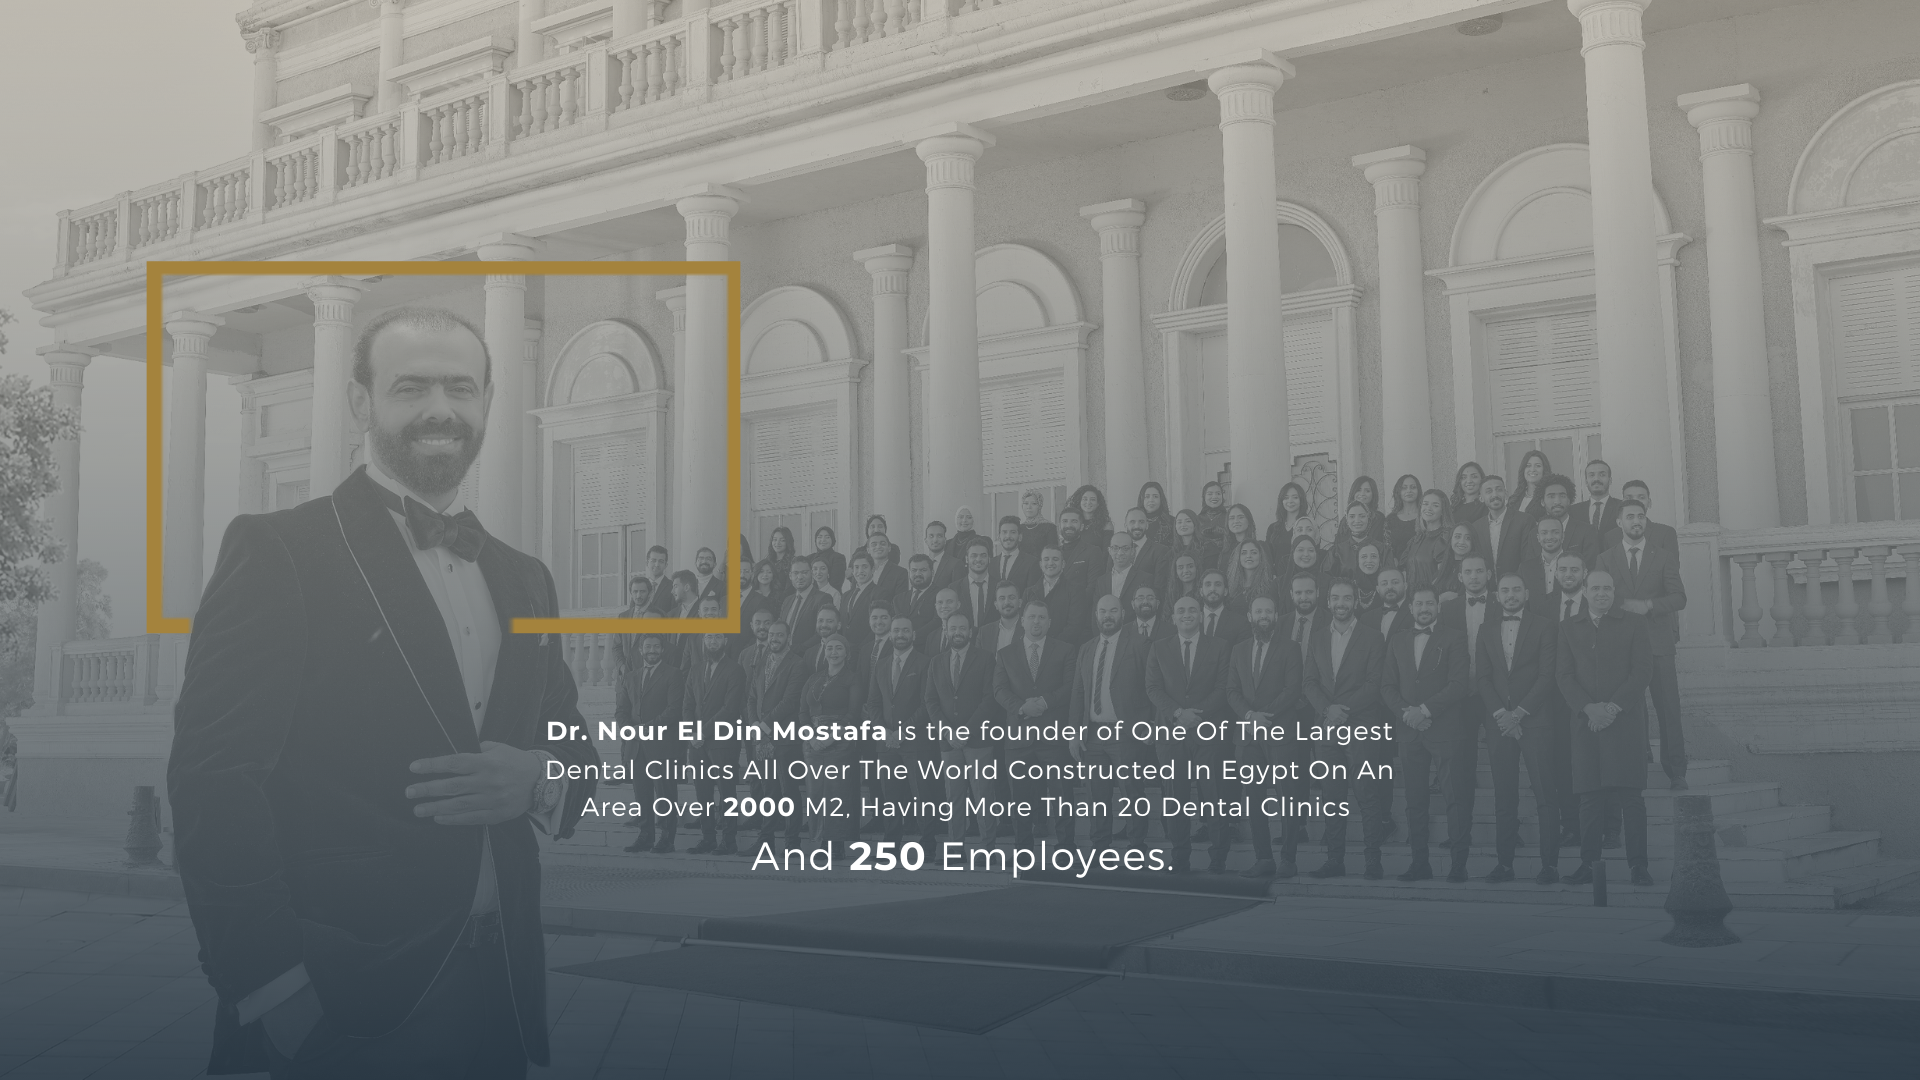 Dr. Nour El Din Mostafa is the founder of One Of The Largest
Dental Clinics All Over The World Constructed In Egypt On An
Area Over 2000 M2, Having More Than 20 Dental Clinics
And 250 Employees.